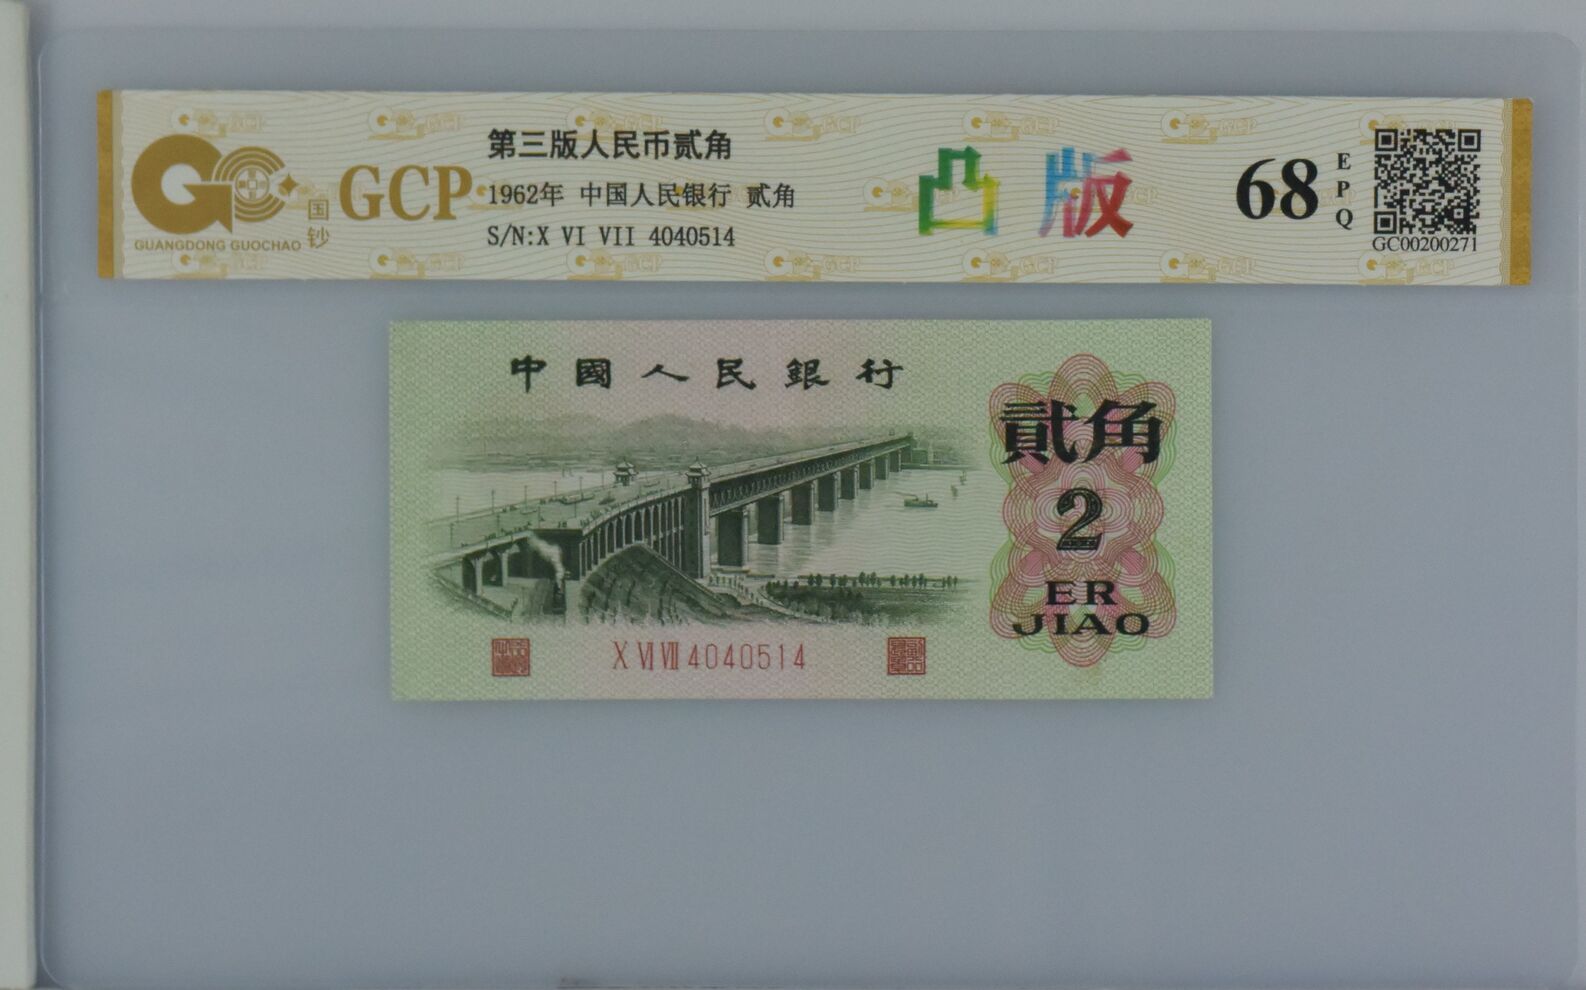 GUANGDONG GUOCHAO
国钞
GCP
第三版人民币贰角
1962年 中国人民银行 贰角
S/N:X VI VII 4040514
凸版
68
EPQ
GC00200271
中國人民銀行
貳角
2
ER
JIAO
X VI VII 4040514